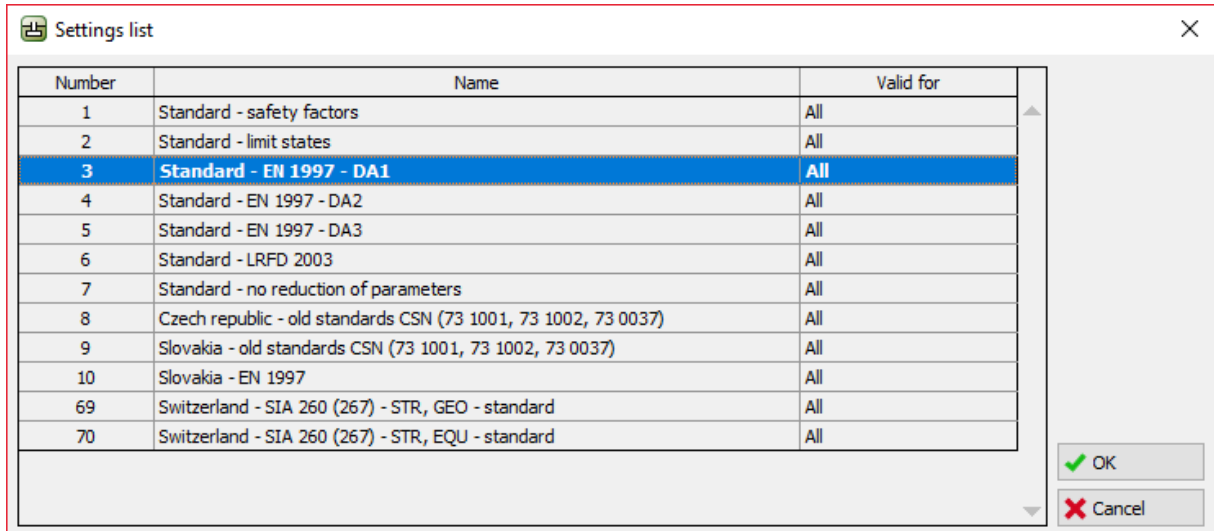 Settings list
Number Name Valid for
1 Standard - safety factors All
2 Standard - limit states All
3 Standard - EN 1997 - DA1 All
4 Standard - EN 1997 - DA2 All
5 Standard - EN 1997 - DA3 All
6 Standard - LRFD 2003 All
7 Standard - no reduction of parameters All
8 Czech republic - old standards CSN (73 1001, 73 1002, 73 0037) All
9 Slovakia - old standards CSN (73 1001, 73 1002, 73 0037) All
10 Slovakia - EN 1997 All
69 Switzerland - SIA 260 (267) - STR, GEO - standard All
70 Switzerland - SIA 260 (267) - STR, EQU - standard All
OK
Cancel